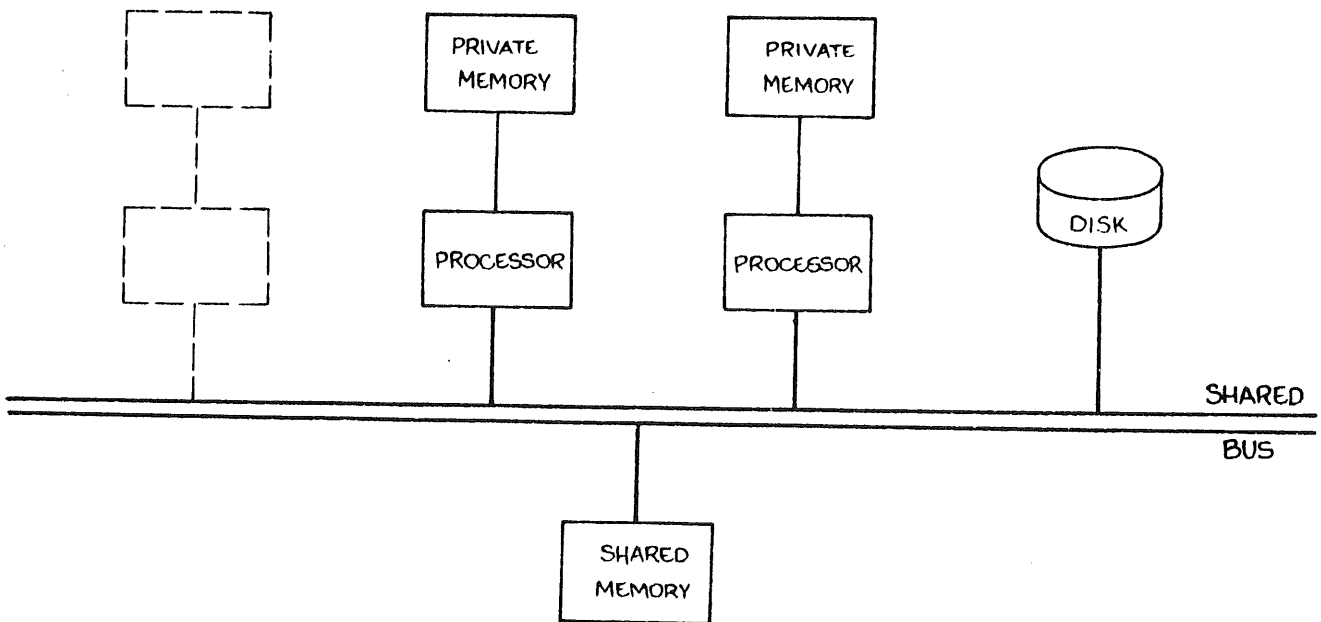 PRIVATE
MEMORY
PRIVATE
MEMORY
PROCESSOR
PROCESSOR
DISK
SHARED
BUS
SHARED
MEMORY